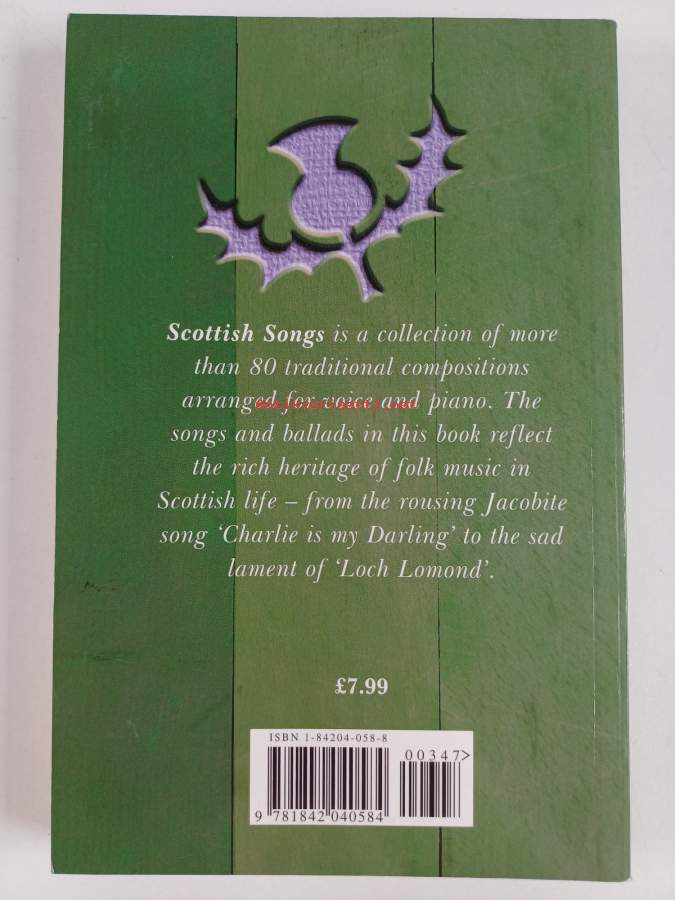 Scottish Songs is a collection of more
than 80 traditional compositions
arranged for voice and piano. The
songs and ballads in this book reflect
the rich heritage of folk music in
Scottish life – from the rousing Jacobite
song ‘Charlie is my Darling’ to the sad
lament of ‘Loch Lomond’.
£7.99
ISBN 1-84204-058-8
00347>
9 781842 040584